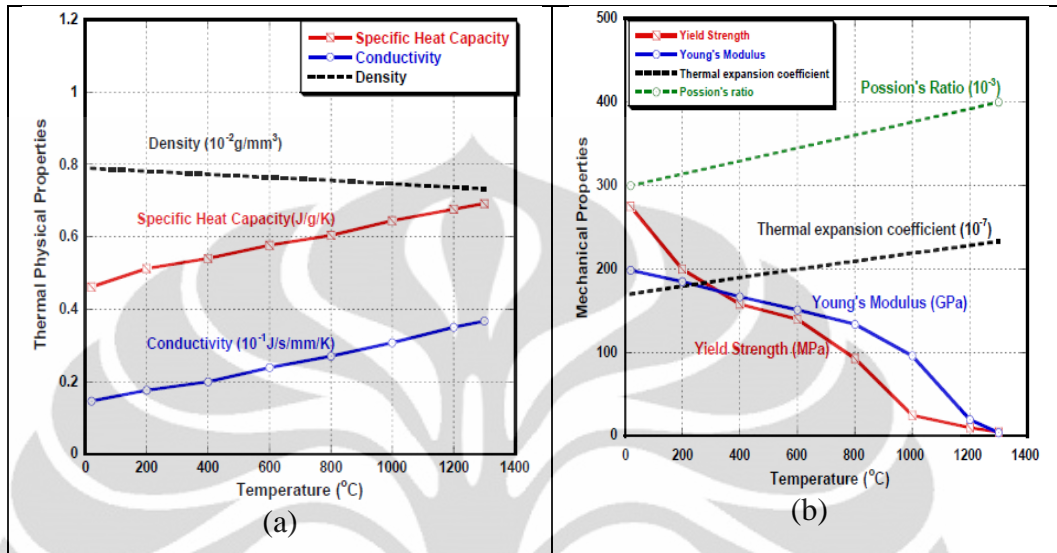 1.2
1
0.8
0.6
0.4
0.2
0
Thermal Physical Properties
Specific Heat Capacity
Conductivity
Density
Density (10-2g/mm3)
Specific Heat Capacity(J/g/K)
Conductivity (10-1J/s/mm/K)
0 200 400 600 800 1000 1200 1400
Temperature (oC)
(a)
500
400
300
200
100
0
Mechanical Properties
Yield Strength
Young's Modulus
Thermal expansion coefficient
Possion's ratio
Possion's Ratio (10-3)
Thermal expansion coefficient (10-7)
Young's Modulus (GPa)
Yield Strength (MPa)
0 200 400 600 800 1000 1200 1400
Temperature (oC)
(b)